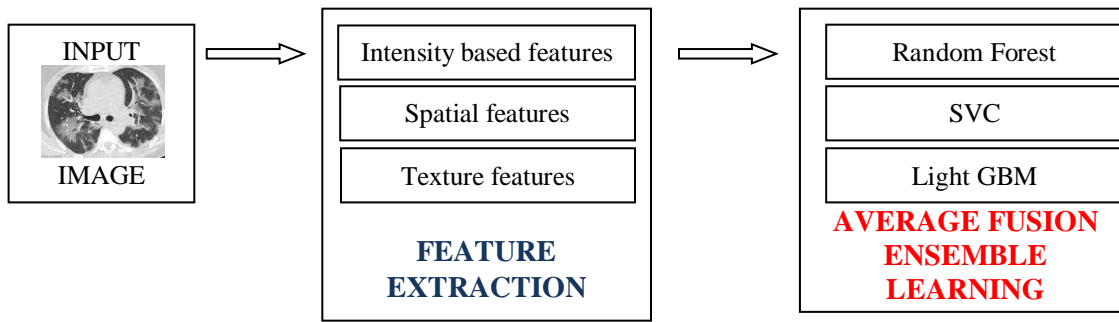 INPUT
IMAGE
Intensity based features
Spatial features
Texture features
FEATURE
EXTRACTION
Random Forest
SVC
Light GBM
AVERAGE FUSION
ENSEMBLE
LEARNING